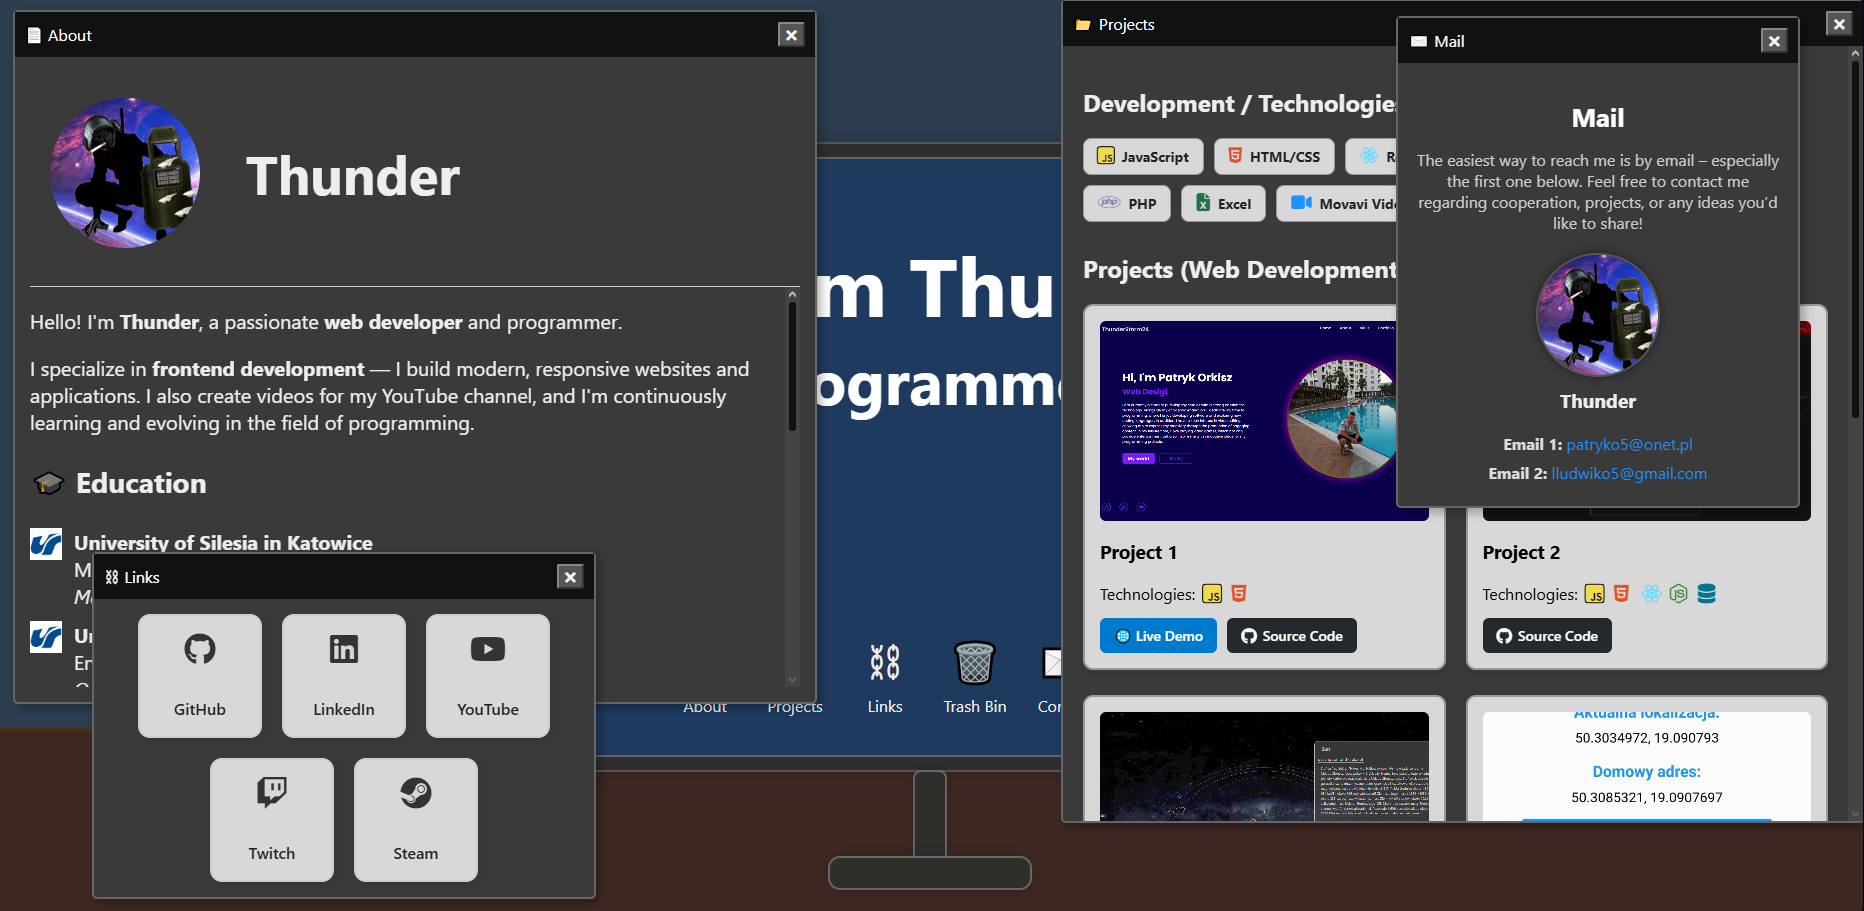 About
Thunder
Hello! I'm Thunder, a passionate web developer and programmer.
I specialize in frontend development — I build modern, responsive websites and
applications. I also create videos for my YouTube channel, and I'm continuously
learning and evolving in the field of programming.
Education
University of Silesia in Katowice
Links
GitHub
LinkedIn
YouTube
Twitch
Steam
m Thu
ogramm
About
Projects
Links
Trash Bin
Projects
Development / Technologies
JavaScript
HTML/CSS
PHP
Excel
Movavi
Projects (Web Development
ThunderStorm24
Hi, I'm Patryk Orkisz
Web Desig
My works
Project 1
Technologies:
Live Demo
Source Code
Project 2
Technologies:
Source Code
Sun
Aktualna lokalizacja:
50.3034972, 19.090793
Domowy adres:
50.3085321, 19.0907697
Mail
Mail
The easiest way to reach me is by email – especially
the first one below. Feel free to contact me
regarding cooperation, projects, or any ideas you'd
like to share!
Thunder
Email 1: patryko5@onet.pl
Email 2: lludwiko5@gmail.com